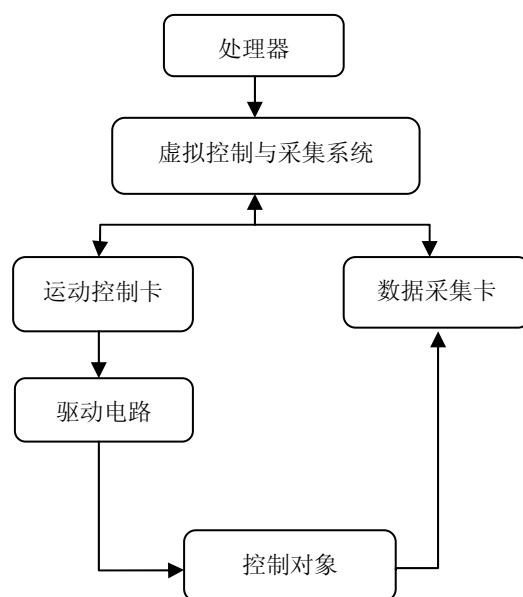 处理器
虚拟控制与采集系统
运动控制卡
数据采集卡
驱动电路
控制对象